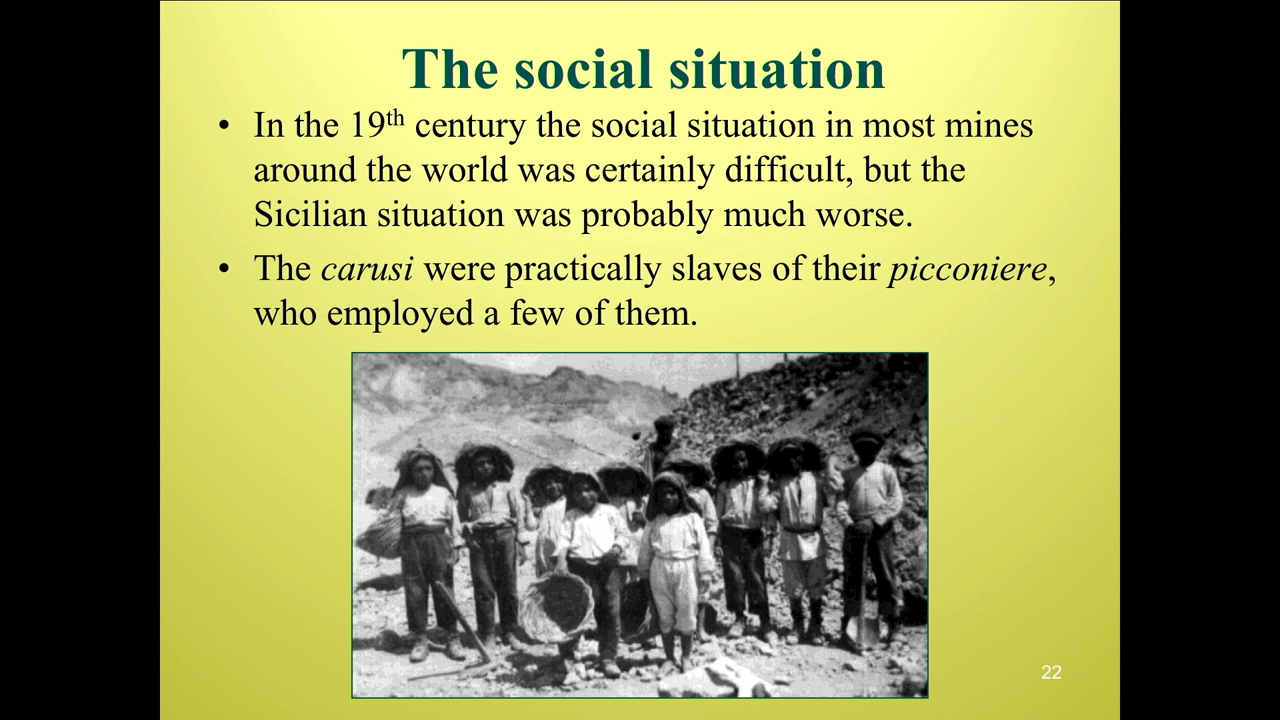 The social situation
• In the 19th century the social situation in most mines
around the world was certainly difficult, but the
Sicilian situation was probably much worse.
• The carusi were practically slaves of their picconiere,
who employed a few of them.
22